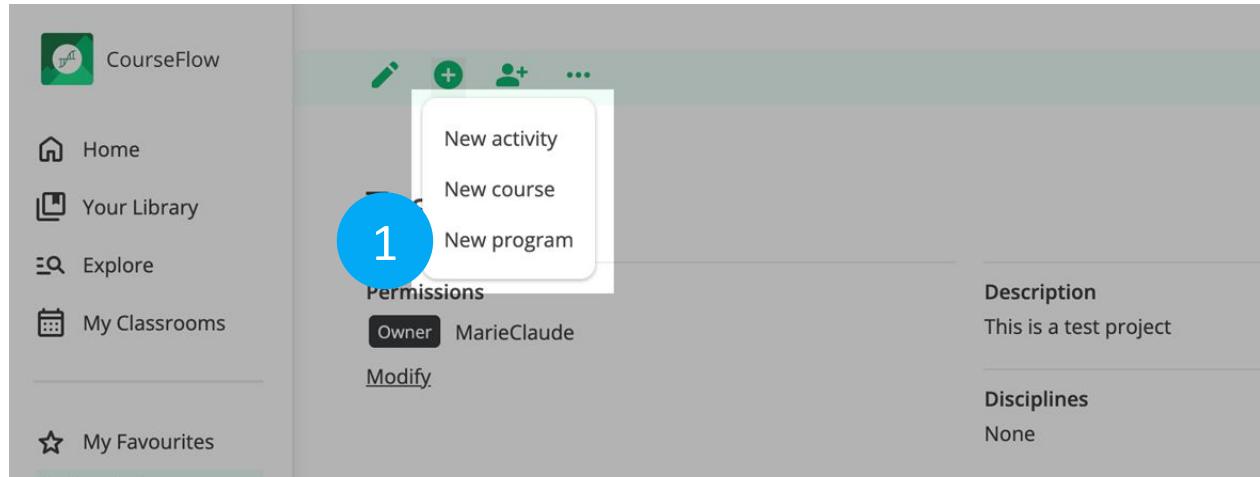 CourseFlow
Home
Your Library
Explore
My Classrooms
My Favourites
New activity
New course
New program
1
Permissions
Owner MarieClaude
Modify
Description
This is a test project
Disciplines
None